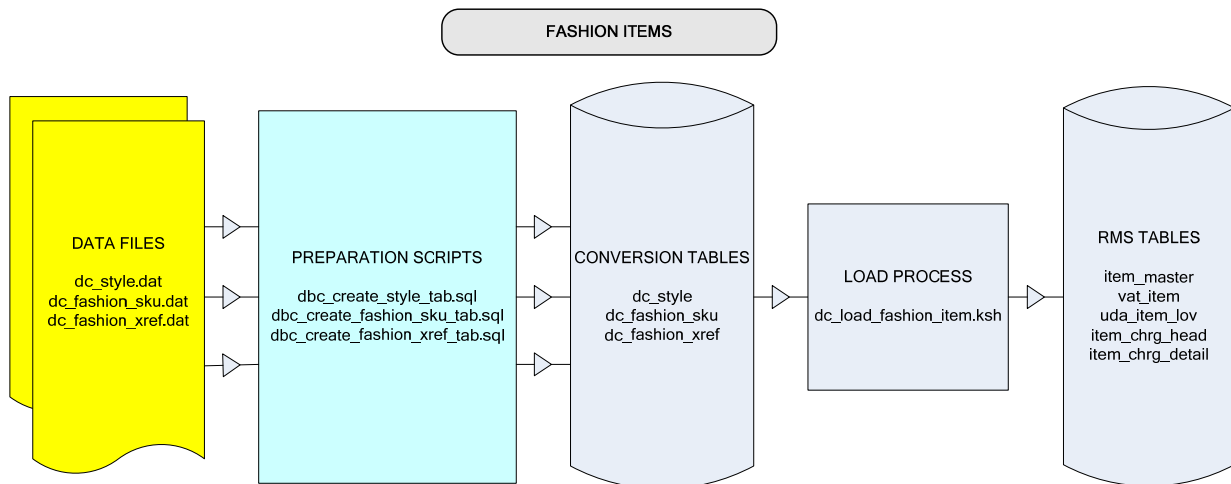 FASHION ITEMS
DATA FILES
dc_style.dat
dc_fashion_sku.dat
dc_fashion_xref.dat
PREPARATION SCRIPTS
dbc_create_style_tab.sql
dbc_create_fashion_sku_tab.sql
dbc_create_fashion_xref_tab.sql
CONVERSION TABLES
dc_style
dc_fashion_sku
dc_fashion_xref
LOAD PROCESS
dc_load_fashion_item.ksh
RMS TABLES
item_master
vat_item
uda_item_lov
item_chrg_head
item_chrg_detail